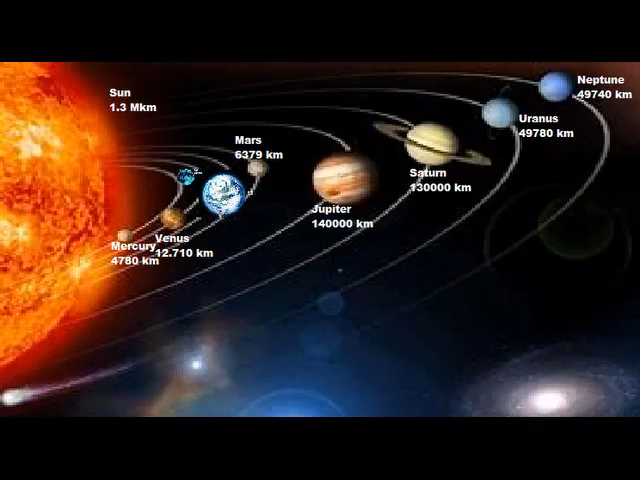 Sun
1.3 Mkm
Neptune
49740 km
Uranus
49780 km
Mars
6379 km
Saturn
130000 km
Jupiter
140000 km
Venus
12.710 km
Mercury
4780 km